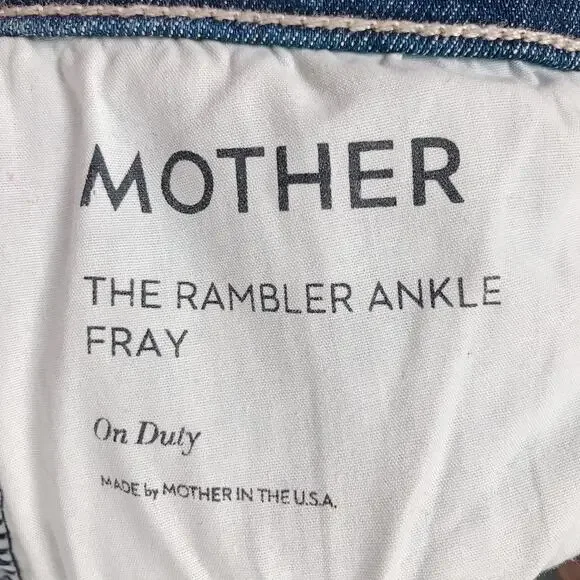 MOTHER
THE RAMBLER ANKLE
FRAY
On Duty
MADE by MOTHER IN THE U.S.A.